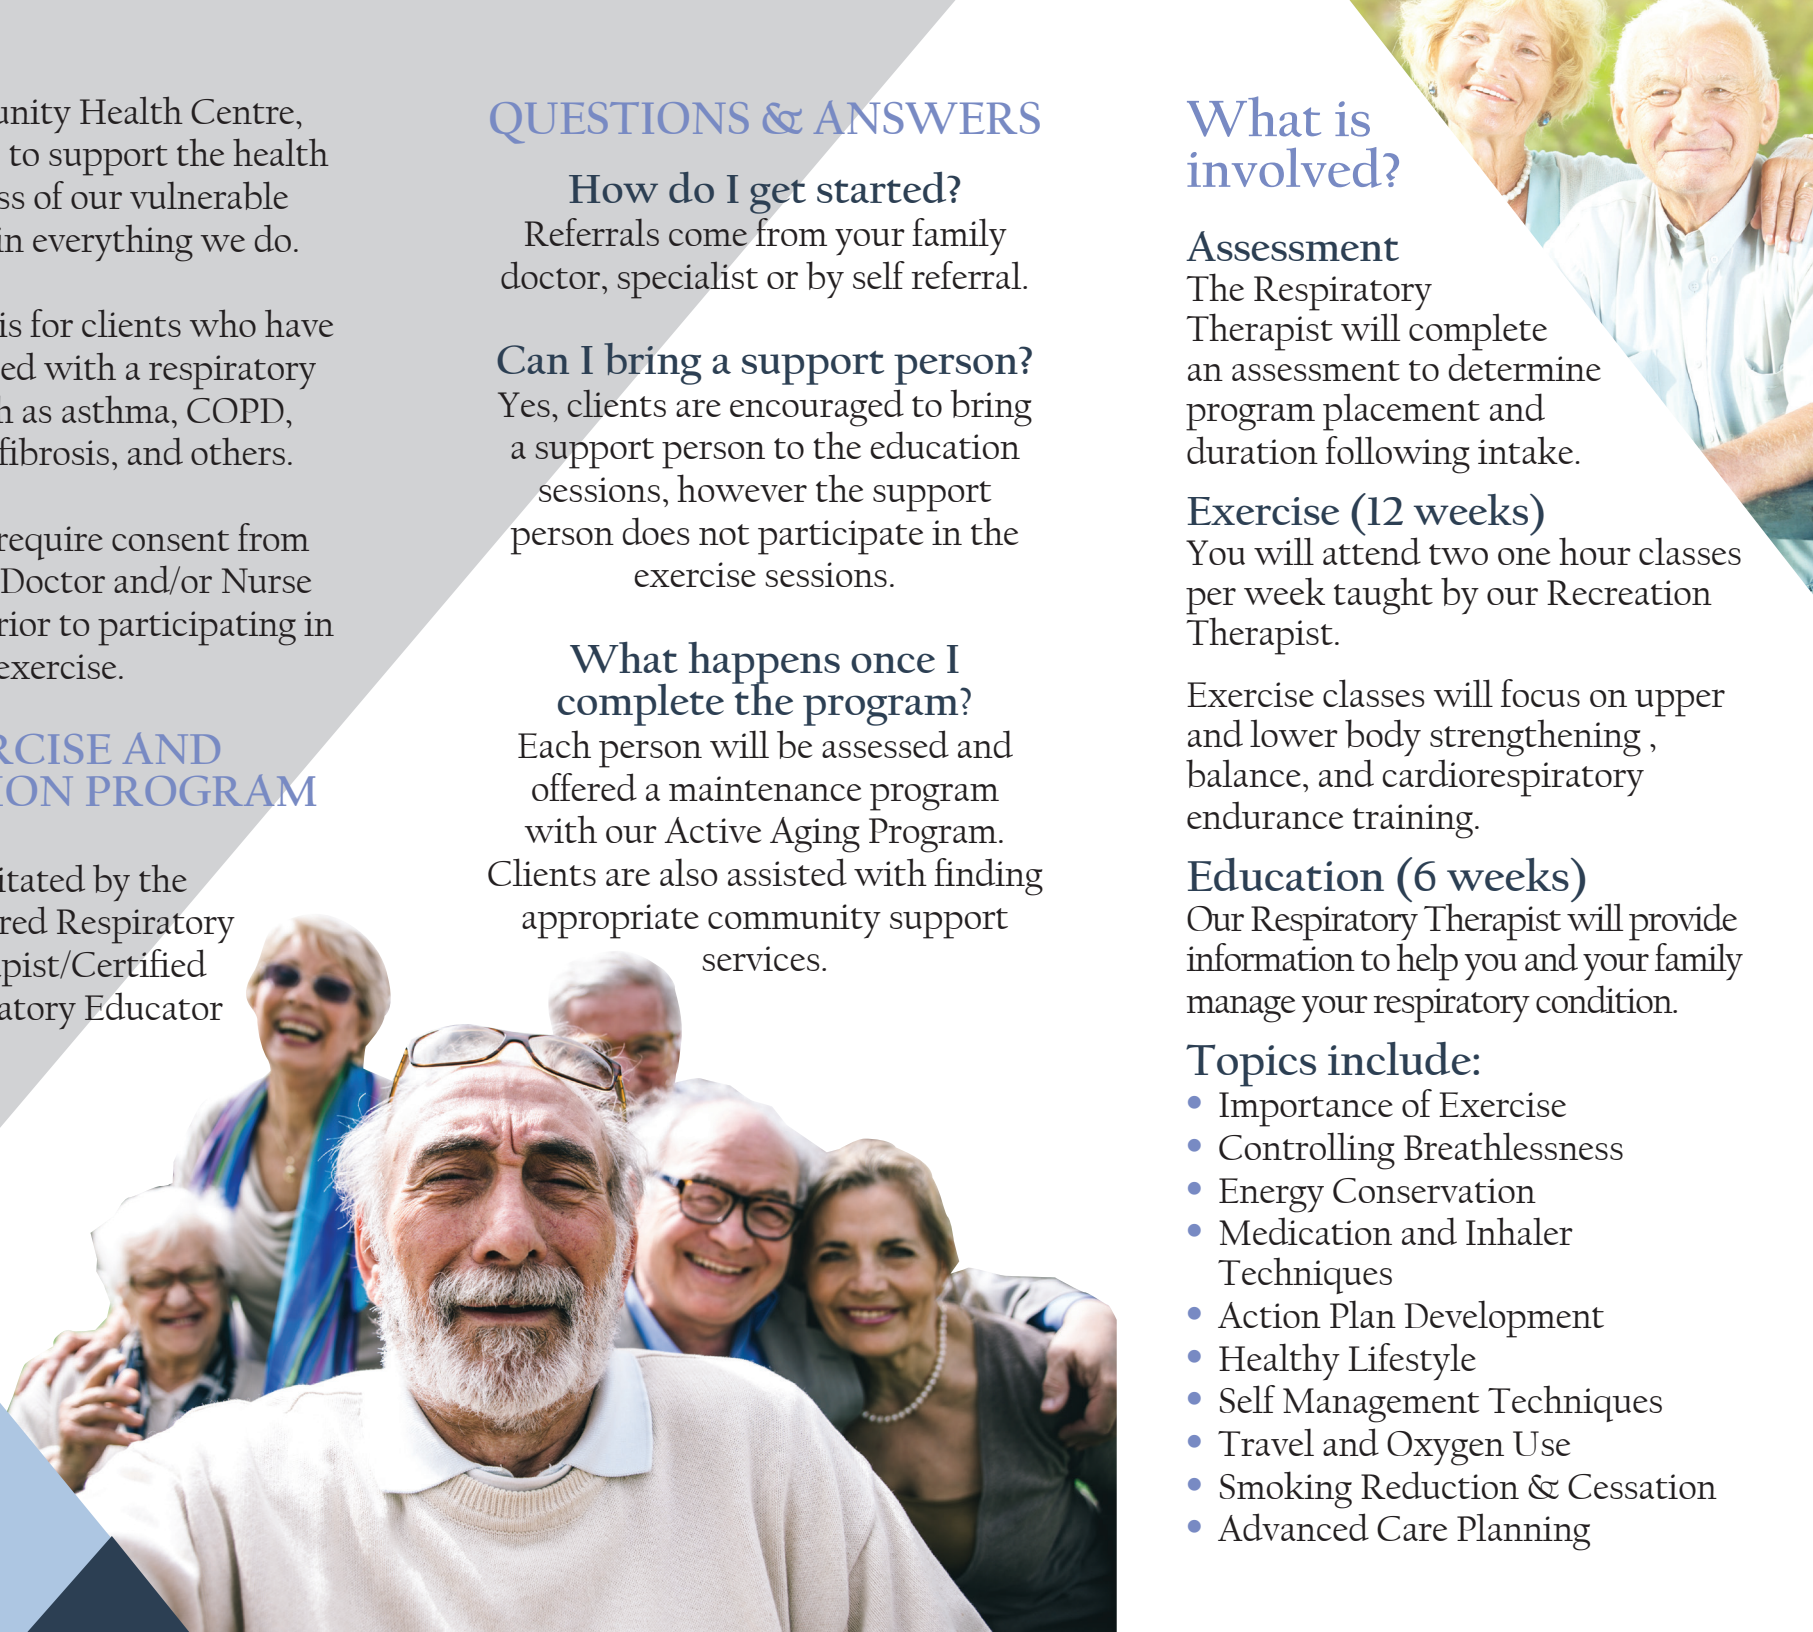 unity Health Centre,
to support the health
ss of our vulnerable
in everything we do.
is for clients who have
ed with a respiratory
h as asthma, COPD,
fibrosis, and others.
require consent from
Doctor and/or Nurse
rior to participating in
exercise.
RCISE AND
ION PROGRAM
itated by the
red Respiratory
pist/Certified
atory Educator
QUESTIONS & ANSWERS
How do I get started?
Referrals come from your family
doctor, specialist or by self referral.
Can I bring a support person?
Yes, clients are encouraged to bring
a support person to the education
sessions, however the support
person does not participate in the
exercise sessions.
What happens once I
complete the program?
Each person will be assessed and
offered a maintenance program
with our Active Aging Program.
Clients are also assisted with finding
appropriate community support
services.
What is
involved?
Assessment
The Respiratory
Therapist will complete
an assessment to determine
program placement and
duration following intake.
Exercise (12 weeks)
You will attend two one hour classes
per week taught by our Recreation
Therapist.
Exercise classes will focus on upper
and lower body strengthening ,
balance, and cardiorespiratory
endurance training.
Education (6 weeks)
Our Respiratory Therapist will provide
information to help you and your family
manage your respiratory condition.
Topics include:
• Importance of Exercise
• Controlling Breathlessness
• Energy Conservation
• Medication and Inhaler
Techniques
• Action Plan Development
• Healthy Lifestyle
• Self Management Techniques
• Travel and Oxygen Use
• Smoking Reduction & Cessation
• Advanced Care Planning